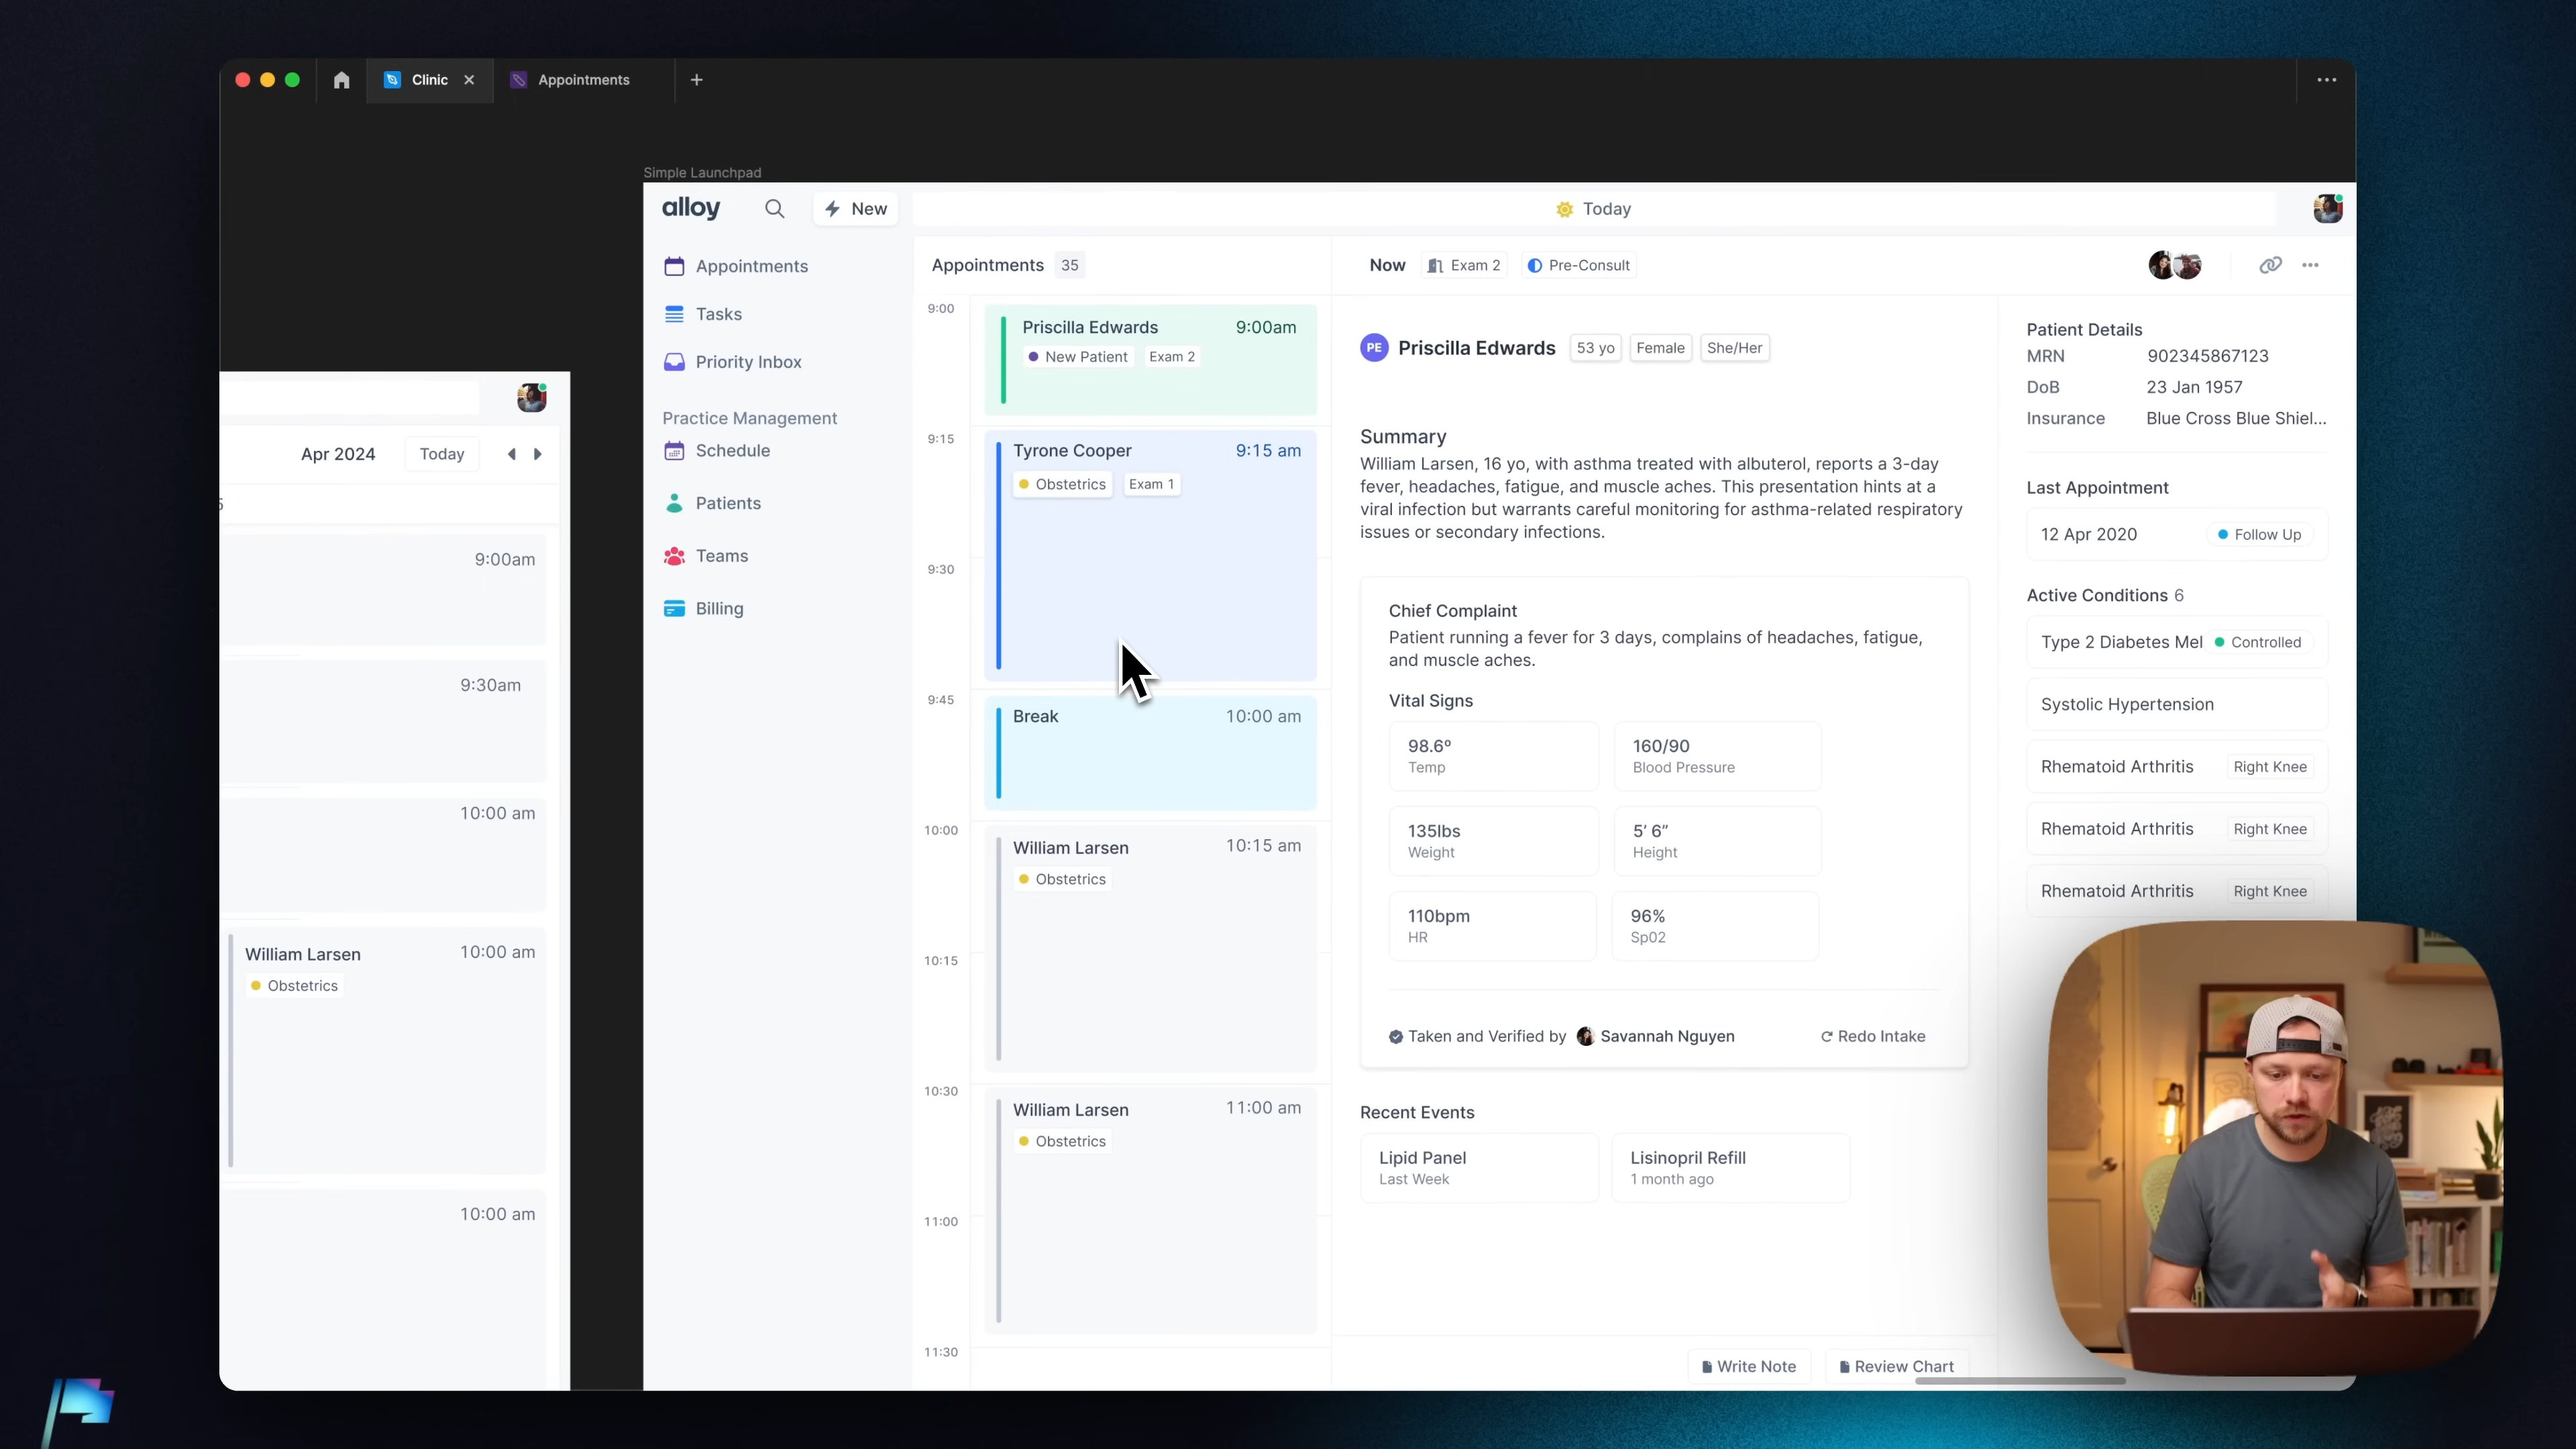 Clinic
Appointments
Simple Launchpad
alloy
New
Today
Appointments
Tasks
Priority Inbox
Practice Management
Schedule
Patients
Teams
Billing
Apr 2024
Today
9:00am
9:30am
10:00 am
William Larsen
10:00 am
Obstetrics
10:00 am
Appointments 35
9:00
9:15
9:30
9:45
10:00
10:15
10:30
11:00
11:30
Priscilla Edwards
9:00am
New Patient
Exam 2
Tyrone Cooper
9:15 am
Obstetrics
Exam 1
Break
10:00 am
William Larsen
10:15 am
Obstetrics
William Larsen
11:00 am
Obstetrics
Now
Exam 2
Pre-Consult
PE
Priscilla Edwards
53 yo
Female
She/Her
Summary
William Larsen, 16 yo, with asthma treated with albuterol, reports a 3-day
fever, headaches, fatigue, and muscle aches. This presentation hints at a
viral infection but warrants careful monitoring for asthma-related respiratory
issues or secondary infections.
Chief Complaint
Patient running a fever for 3 days, complains of headaches, fatigue,
and muscle aches.
Vital Signs
98.6º
Temp
160/90
Blood Pressure
135lbs
Weight
5’ 6”
Height
110bpm
HR
96%
Sp02
Taken and Verified by
Savannah Nguyen
Redo Intake
Recent Events
Lipid Panel
Last Week
Lisinopril Refill
1 month ago
Write Note
Review Chart
Patient Details
MRN
902345867123
DoB
23 Jan 1957
Insurance
Blue Cross Blue Shiel...
Last Appointment
12 Apr 2020
Follow Up
Active Conditions 6
Type 2 Diabetes Mel
Controlled
Systolic Hypertension
Rhematoid Arthritis
Right Knee
Rhematoid Arthritis
Right Knee
Rhematoid Arthritis
Right Knee